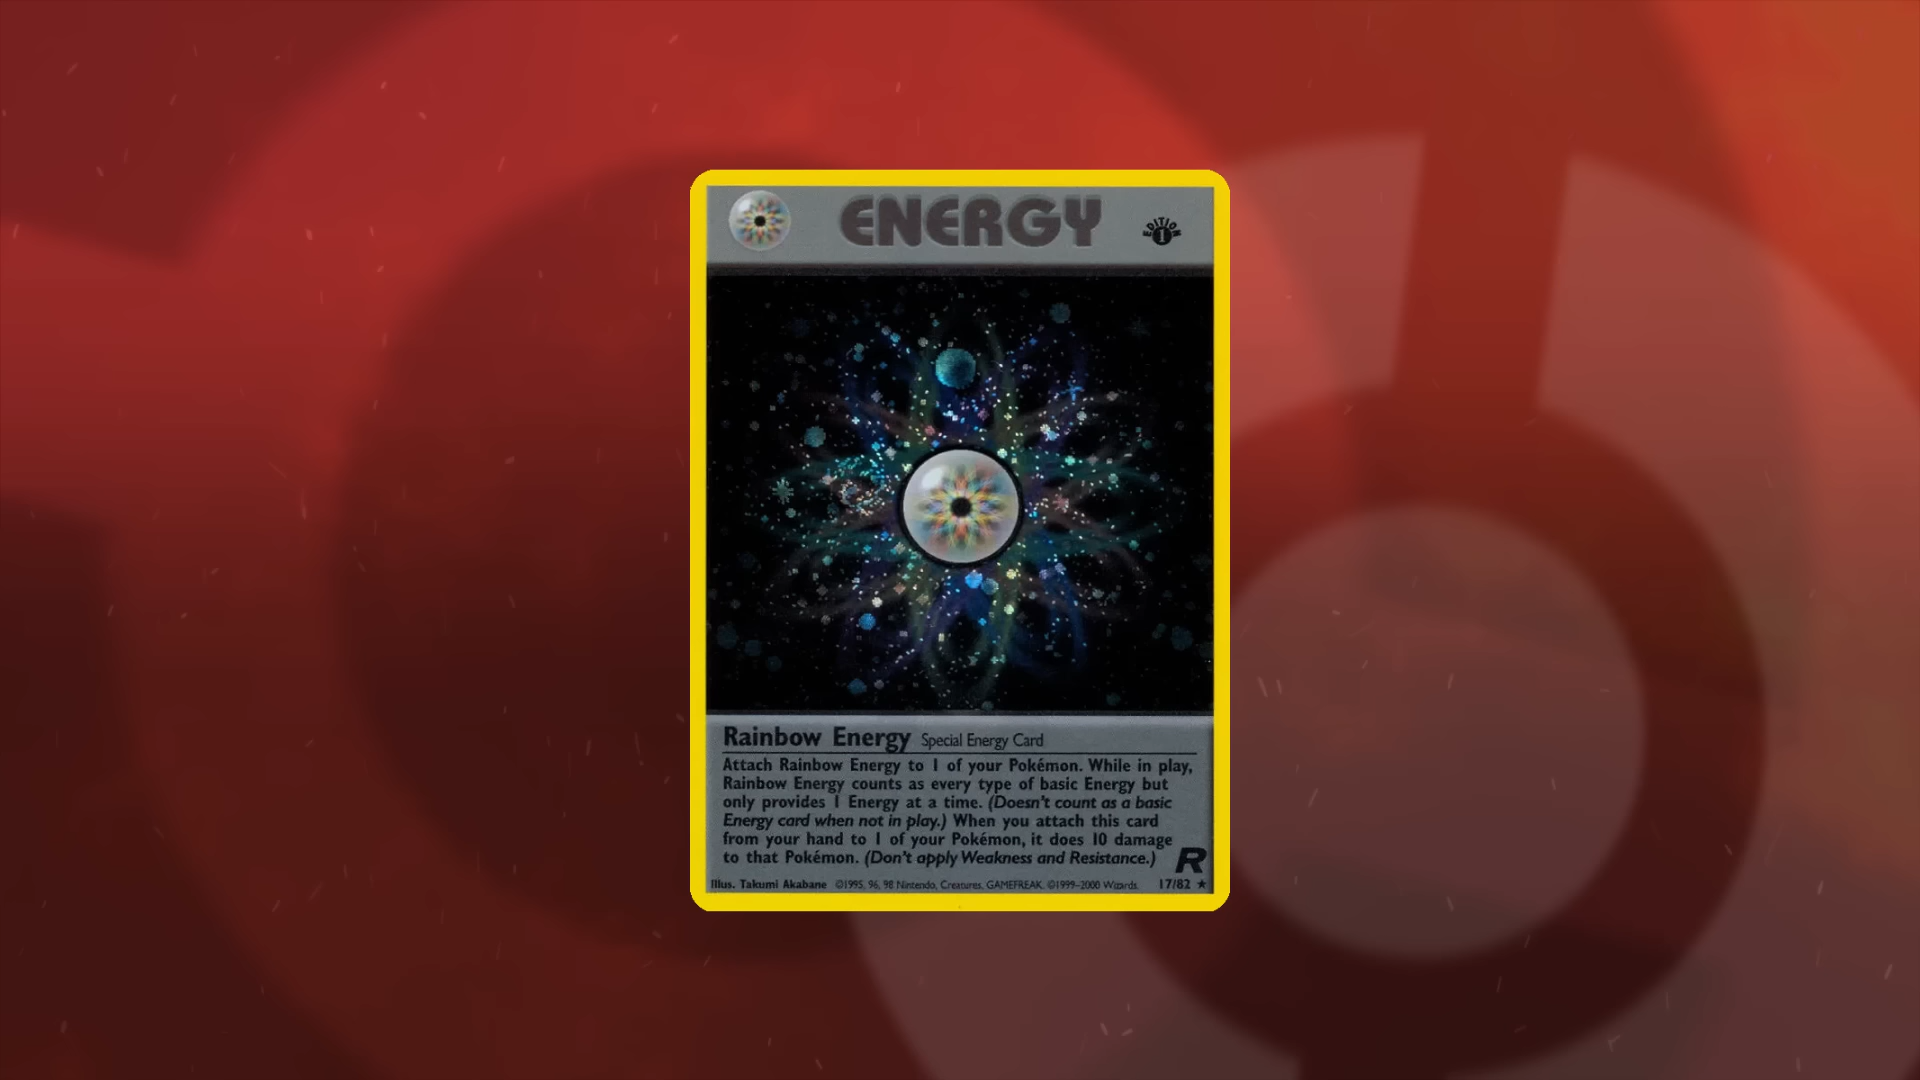 ENERGY
EDITION
1
Rainbow Energy Special Energy Card
Attach Rainbow Energy to 1 of your Pokémon. While in play,
Rainbow Energy counts as every type of basic Energy but
only provides 1 Energy at a time. (Doesn't count as a basic
Energy card when not in play.) When you attach this card
from your hand to 1 of your Pokémon, it does 10 damage
to that Pokémon. (Don't apply Weakness and Resistance.)
R
Illus. Takumi Akabane ©1995, 96, 98 Nintendo, Creatures, GAMEFREAK. ©1999-2000 Wizards. 17/82 ★